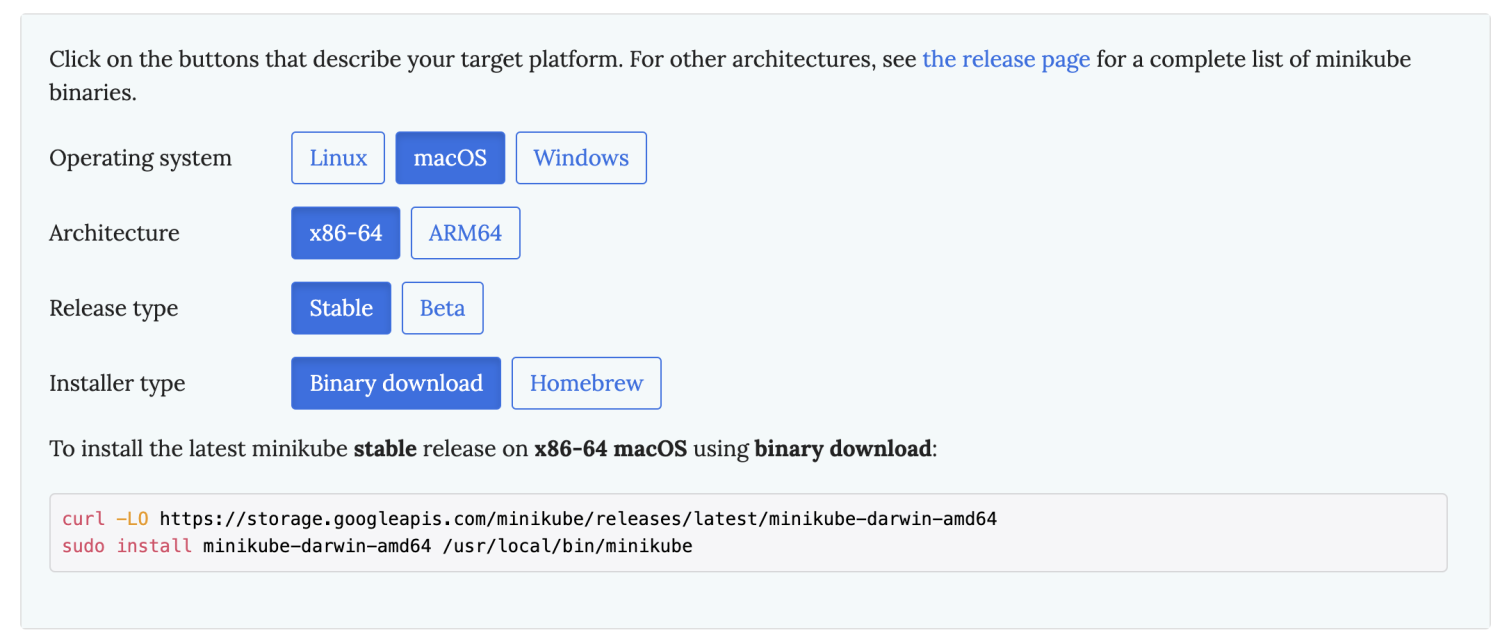 Click on the buttons that describe your target platform. For other architectures, see the release page for a complete list of minikube
binaries.
Operating system Linux macOS Windows
Architecture x86-64 ARM64
Release type Stable Beta
Installer type Binary download Homebrew
To install the latest minikube stable release on x86-64 macOS using binary download:
curl -LO https://storage.googleapis.com/minikube/releases/latest/minikube-darwin-amd64
sudo install minikube-darwin-amd64 /usr/local/bin/minikube